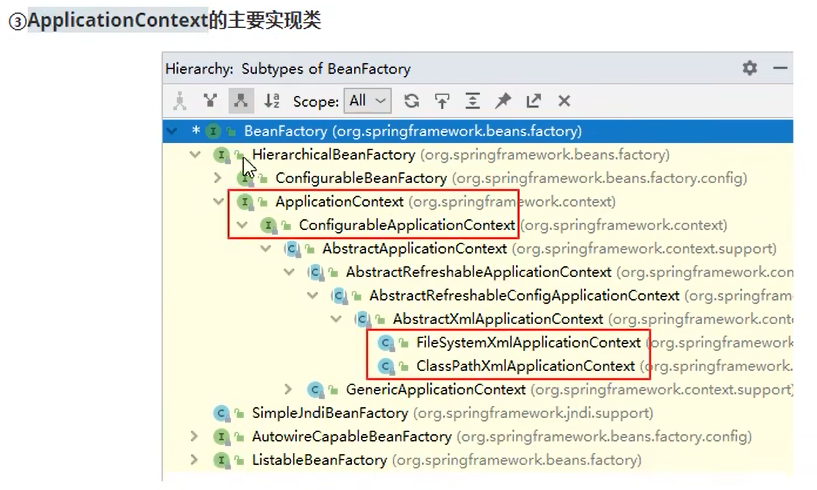 ③ApplicationContext的主要实现类
Hierarchy: Subtypes of BeanFactory
Scope: All
* BeanFactory (org.springframework.beans.factory)
HierarchicalBeanFactory (org.springframework.beans.factory)
ConfigurableBeanFactory (org.springframework.beans.factory.config)
ApplicationContext (org.springframework.context)
ConfigurableApplicationContext (org.springframework.context)
AbstractApplicationContext (org.springframework.context.support)
AbstractRefreshableApplicationContext (org.springframework.con
AbstractRefreshableConfigApplicationContext (org.springfram
AbstractXmlApplicationContext (org.springframework.conte
FileSystemXmlApplicationContext (org.springframework.
ClassPathXmlApplicationContext (org.springframework.c
GenericApplicationContext (org.springframework.context.support)
SimpleJndiBeanFactory (org.springframework.jndi.support)
AutowireCapableBeanFactory (org.springframework.beans.factory.config)
ListableBeanFactory (org.springframework.beans.factory)